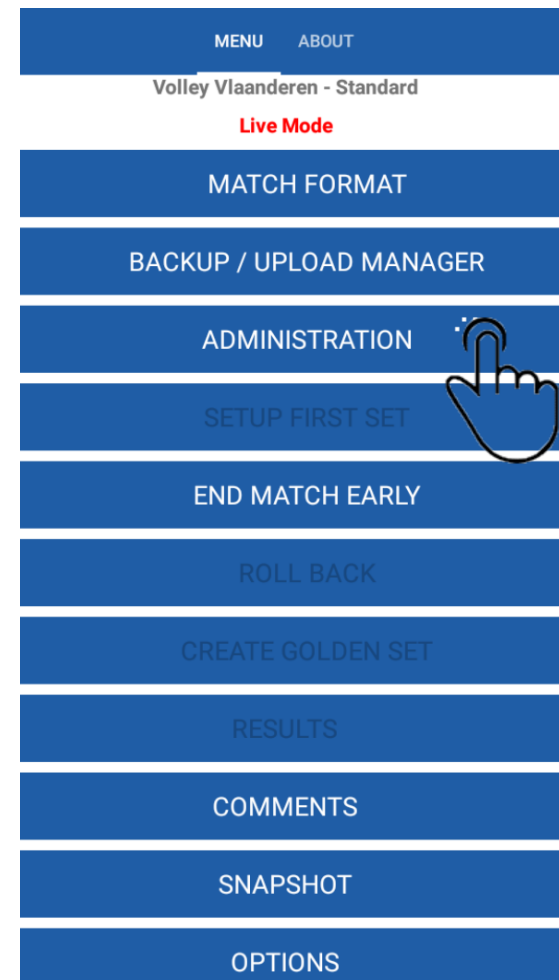 MENU ABOUT
Volley Vlaanderen - Standard
Live Mode
MATCH FORMAT
BACKUP / UPLOAD MANAGER
ADMINISTRATION
SETUP FIRST SET
END MATCH EARLY
ROLL BACK
CREATE GOLDEN SET
RESULTS
COMMENTS
SNAPSHOT
OPTIONS